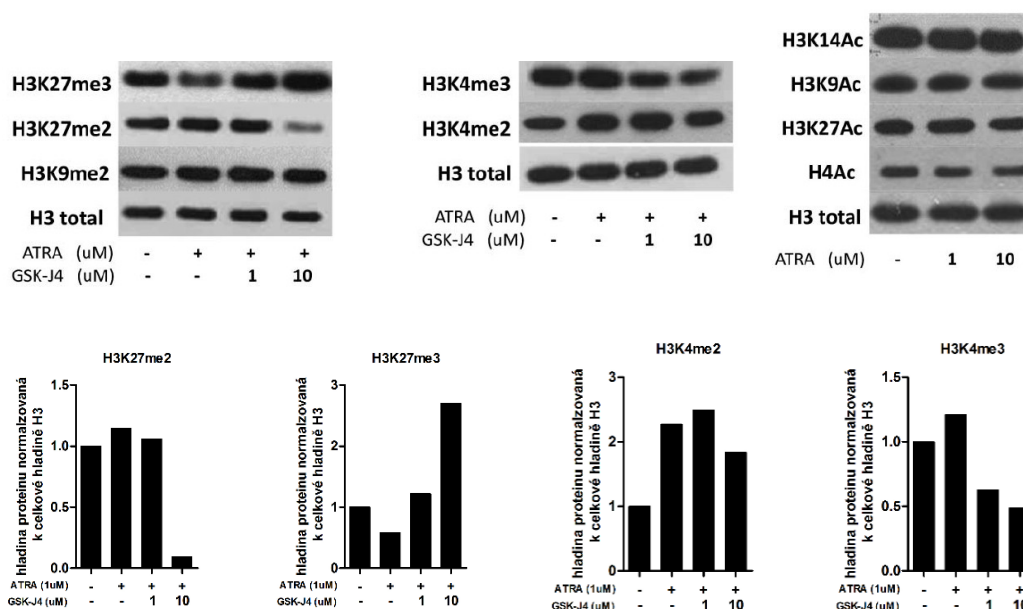 H3K27me3
H3K27me2
H3K9me2
H3 total
ATRA (uM) - + + +
GSK-J4 (uM) - - 1 10
H3K4me3
H3K4me2
H3 total
ATRA (uM) - + + +
GSK-J4 (uM) - - 1 10
H3K14Ac
H3K9Ac
H3K27Ac
H4Ac
H3 total
ATRA (uM) - 1 10
H3K27me2
hladina proteinu normalzovaná
k celkové hladině H3
1.5
1.0
0.5
0.0
ATRA (1uM) - + + +
GSK-J4 (uM) - - 1 10
H3K27me3
hladina proteinu normalzovaná
k celkové hladině H3
3
2
1
0
ATRA (1uM) - + + +
GSK-J4 (uM) - - 1 10
H3K4me2
hladina proteinu normalzovaná
k celkové hladině H3
3
2
1
0
ATRA (1uM) - + + +
GSK-J4 (uM) - - 1 10
H3K4me3
hladina proteinu normalzovaná
k celkové hladině H3
1.5
1.0
0.5
0.0
ATRA (1uM) - + + +
GSK-J4 (uM) - - 1 10